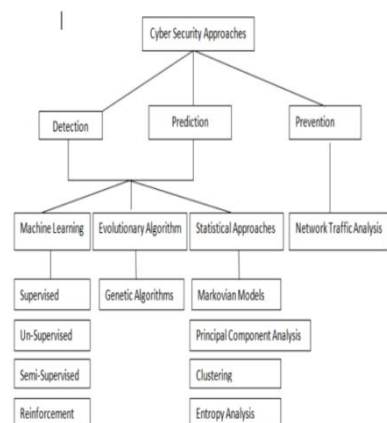 Cyber Security Approaches
Detection
Prediction
Prevention
Machine Learning
Evolutionary Algorithm
Statistical Approaches
Network Traffic Analysis
Supervised
Genetic Algorithms
Markovian Models
Un-Supervised
Principal Component Analysis
Semi-Supervised
Clustering
Reinforcement
Entropy Analysis